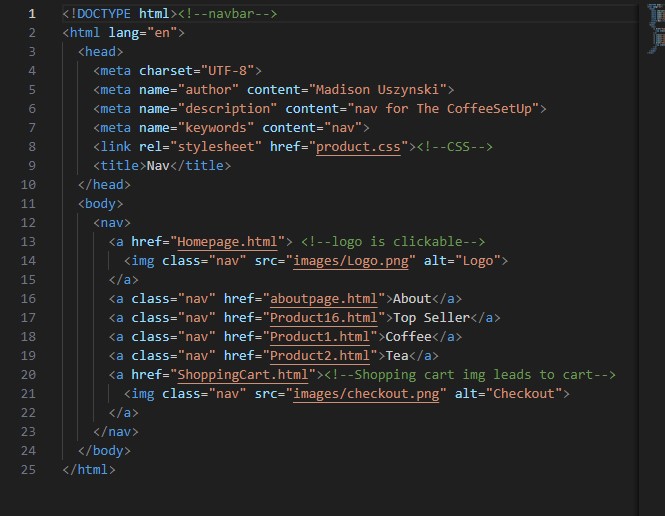 1 <!DOCTYPE html><!--navbar-->
2 <html lang="en">
3 <head>
4 <meta charset="UTF-8">
5 <meta name="author" content="Madison Uszynski">
6 <meta name="description" content="nav for The CoffeeSetUp">
7 <meta name="keywords" content="nav">
8 <link rel="stylesheet" href="product.css"><!--CSS-->
9 <title>Nav</title>
10 </head>
11 <body>
12 <nav>
13 <a href="Homepage.html"> <!--logo is clickable-->
14 <img class="nav" src="images/Logo.png" alt="Logo">
15 </a>
16 <a class="nav" href="aboutpage.html">About</a>
17 <a class="nav" href="Product16.html">Top Seller</a>
18 <a class="nav" href="Product1.html">Coffee</a>
19 <a class="nav" href="Product2.html">Tea</a>
20 <a href="ShoppingCart.html"><!--Shopping cart img leads to cart-->
21 <img class="nav" src="images/checkout.png" alt="Checkout">
22 </a>
23 </nav>
24 </body>
25 </html>